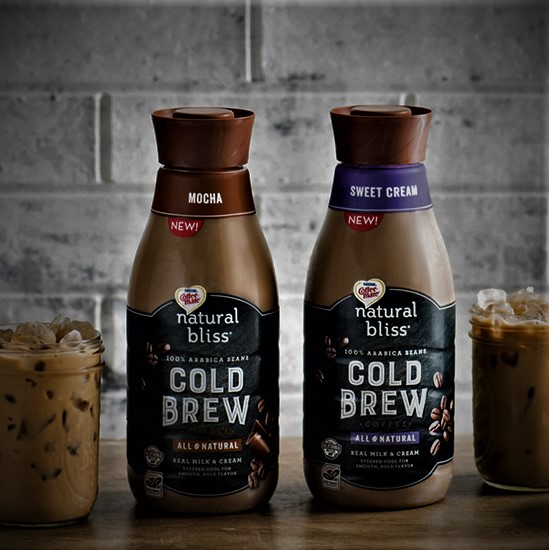 MOCHA
NEW!
Nestlé
Coffee-mate
natural
bliss®
100% ARABICA BEANS
COLD
BREW
ALL & NATURAL
REAL MILK & CREAM
STEEPED COOL FOR
SMOOTH, BOLD FLAVOR
SWEET CREAM
NEW!
Nestlé
Coffee-mate
natural
bliss®
100% ARABICA BEANS
COLD
BREW
COFFEE
ALL & NATURAL
REAL MILK & CREAM
STEEPED COOL FOR
SMOOTH, BOLD FLAVOR